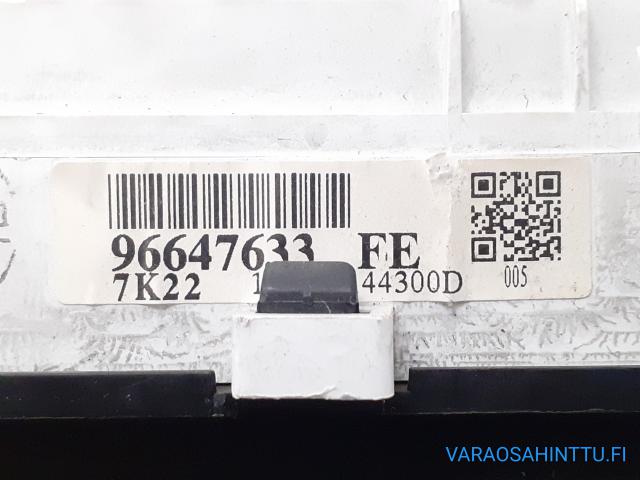 96647633 FE
7K22 44300D
005
VARAOSAHINTTU.FI